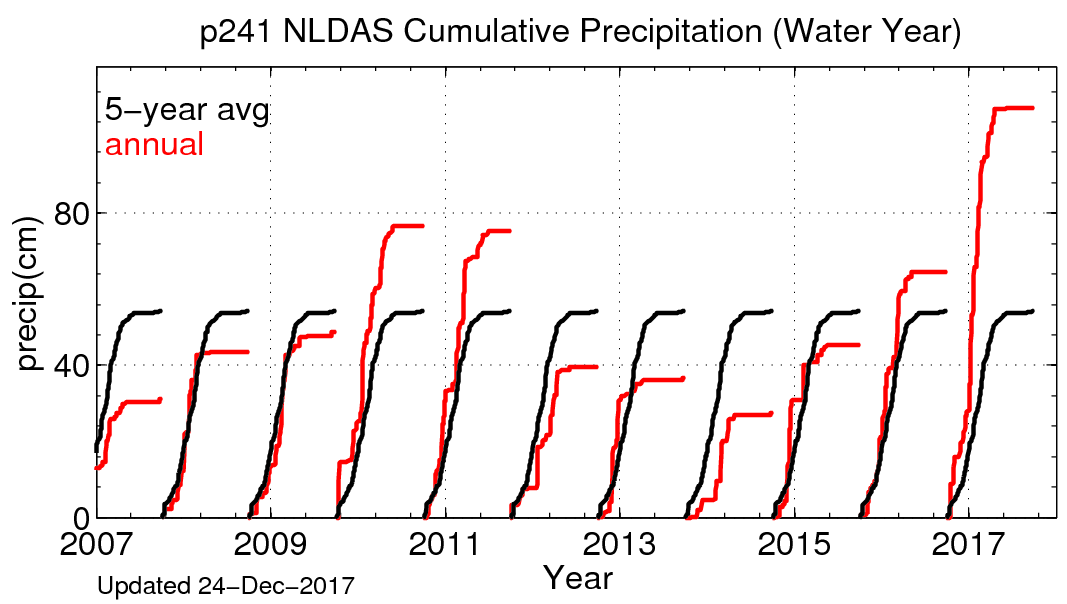 p241 NLDAS Cumulative Precipitation (Water Year)
5−year avg
annual
precip(cm)
80
40
0
2007 2009 2011 2013 2015 2017
Year
Updated 24−Dec−2017